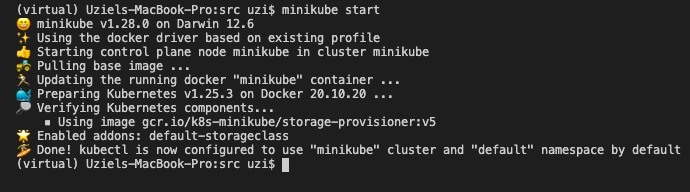 (virtual) Uziels-MacBook-Pro:src uzi$ minikube start
😄 minikube v1.28.0 on Darwin 12.6
✨ Using the docker driver based on existing profile
👍 Starting control plane node minikube in cluster minikube
🚜 Pulling base image ...
🏃 Updating the running docker "minikube" container ...
🐳 Preparing Kubernetes v1.25.3 on Docker 20.10.20 ...
🔎 Verifying Kubernetes components...
▪ Using image gcr.io/k8s-minikube/storage-provisioner:v5
🌟 Enabled addons: default-storageclass
🏄 Done! kubectl is now configured to use "minikube" cluster and "default" namespace by default
(virtual) Uziels-MacBook-Pro:src uzi$